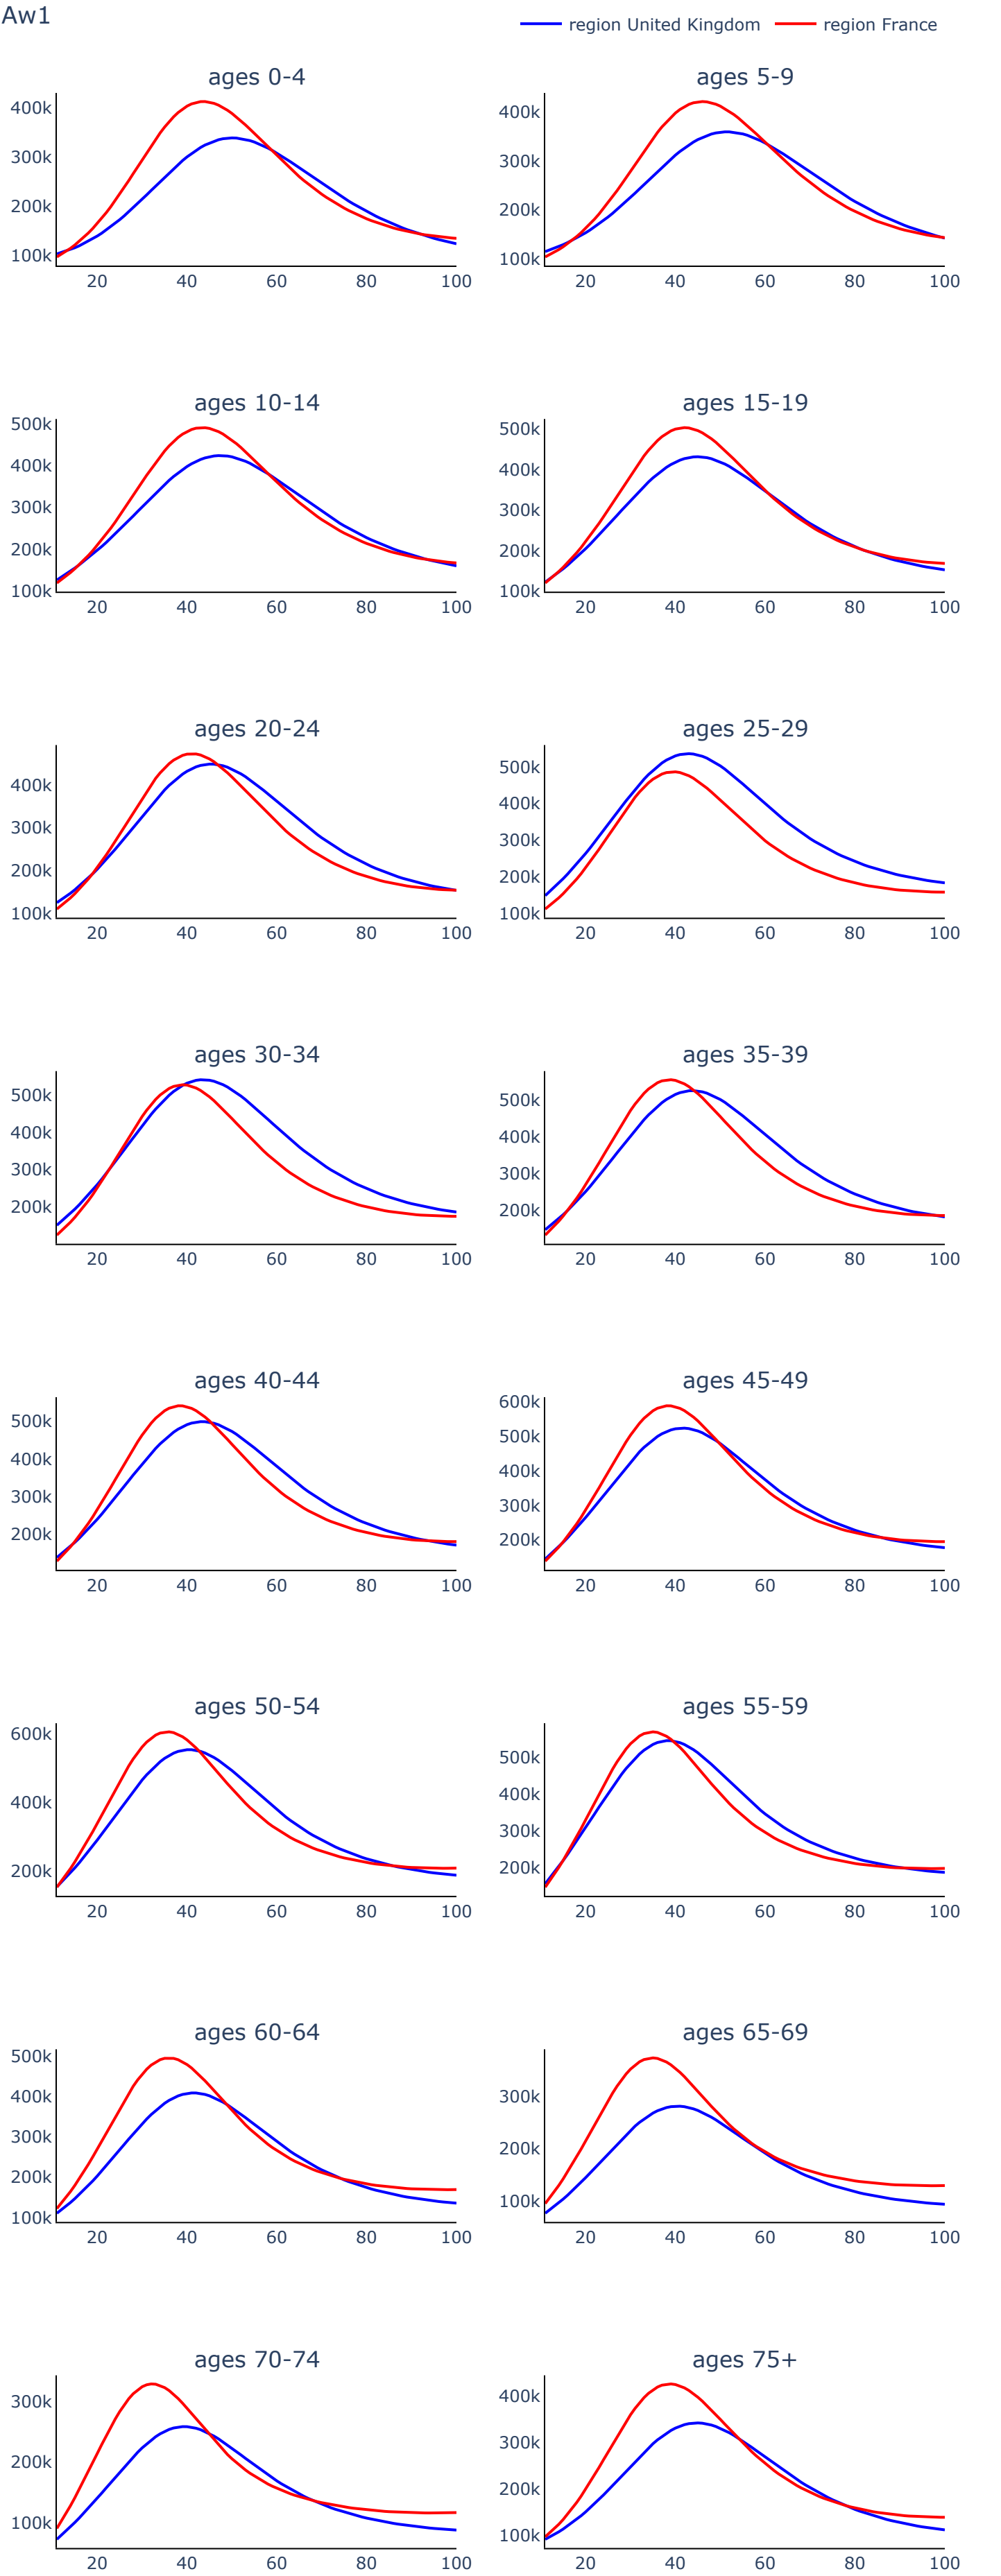 Aw1
region United Kingdom region France
ages 0-4 ages 5-9
400k 400k
300k 300k
200k 200k
100k 100k
20 40 60 80 100 20 40 60 80 100
ages 10-14 ages 15-19
500k 500k
400k 400k
300k 300k
200k 200k
100k 100k
20 40 60 80 100 20 40 60 80 100
ages 20-24 ages 25-29
500k
400k 400k
300k 300k
200k 200k
100k 100k
20 40 60 80 100 20 40 60 80 100
ages 30-34 ages 35-39
500k 500k
400k 400k
300k 300k
200k 200k
20 40 60 80 100 20 40 60 80 100
ages 40-44 ages 45-49
600k
500k 500k
400k 400k
300k 300k
200k 200k
20 40 60 80 100 20 40 60 80 100
ages 50-54 ages 55-59
600k 500k
400k 400k
300k
200k 200k
20 40 60 80 100 20 40 60 80 100
ages 60-64 ages 65-69
500k
400k 300k
300k 200k
200k
100k 100k
20 40 60 80 100 20 40 60 80 100
ages 70-74 ages 75+
300k 400k
300k
200k 200k
100k 100k
20 40 60 80 100 20 40 60 80 100